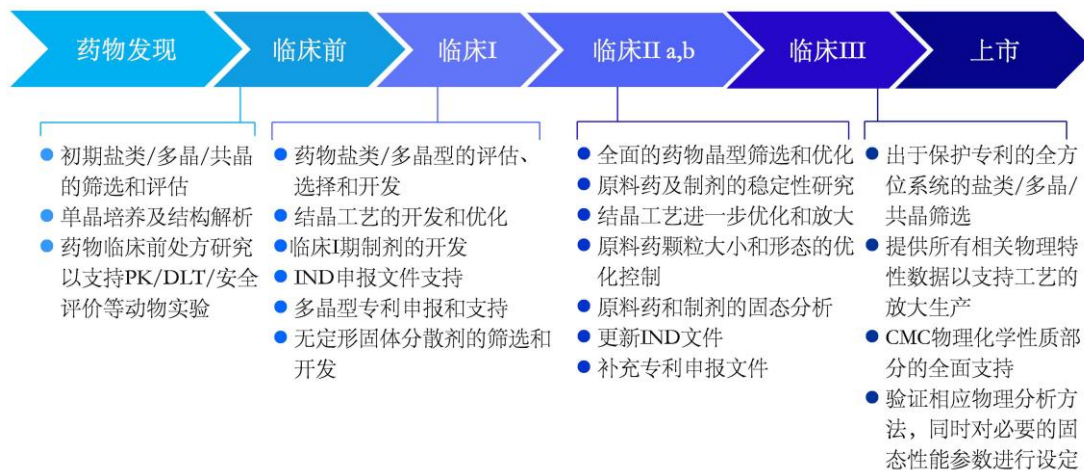 药物发现
临床前
临床I
临床II a,b
临床III
上市
初期盐类/多晶/共晶
的筛选和评估
单晶培养及结构解析
药物临床前处方研究
以支持PK/DLT/安全
评价等动物实验
药物盐类/多晶型的评估、
选择和开发
结晶工艺的开发和优化
临床I期制剂的开发
IND申报文件支持
多晶型专利申报和支持
无定形固体分散剂的筛选和
开发
全面的药物晶型筛选和优化
原料药及制剂的稳定性研究
结晶工艺进一步优化和放大
原料药颗粒大小和形态的优
化控制
原料药和制剂的固态分析
更新IND文件
补充专利申报文件
出于保护专利的全方
位系统的盐类/多晶/
共晶筛选
提供所有相关物理特
性数据以支持工艺的
放大生产
CMC物理化学性质部
分的全面支持
验证相应物理分析方
法，同时对必要的固
态性能参数进行设定